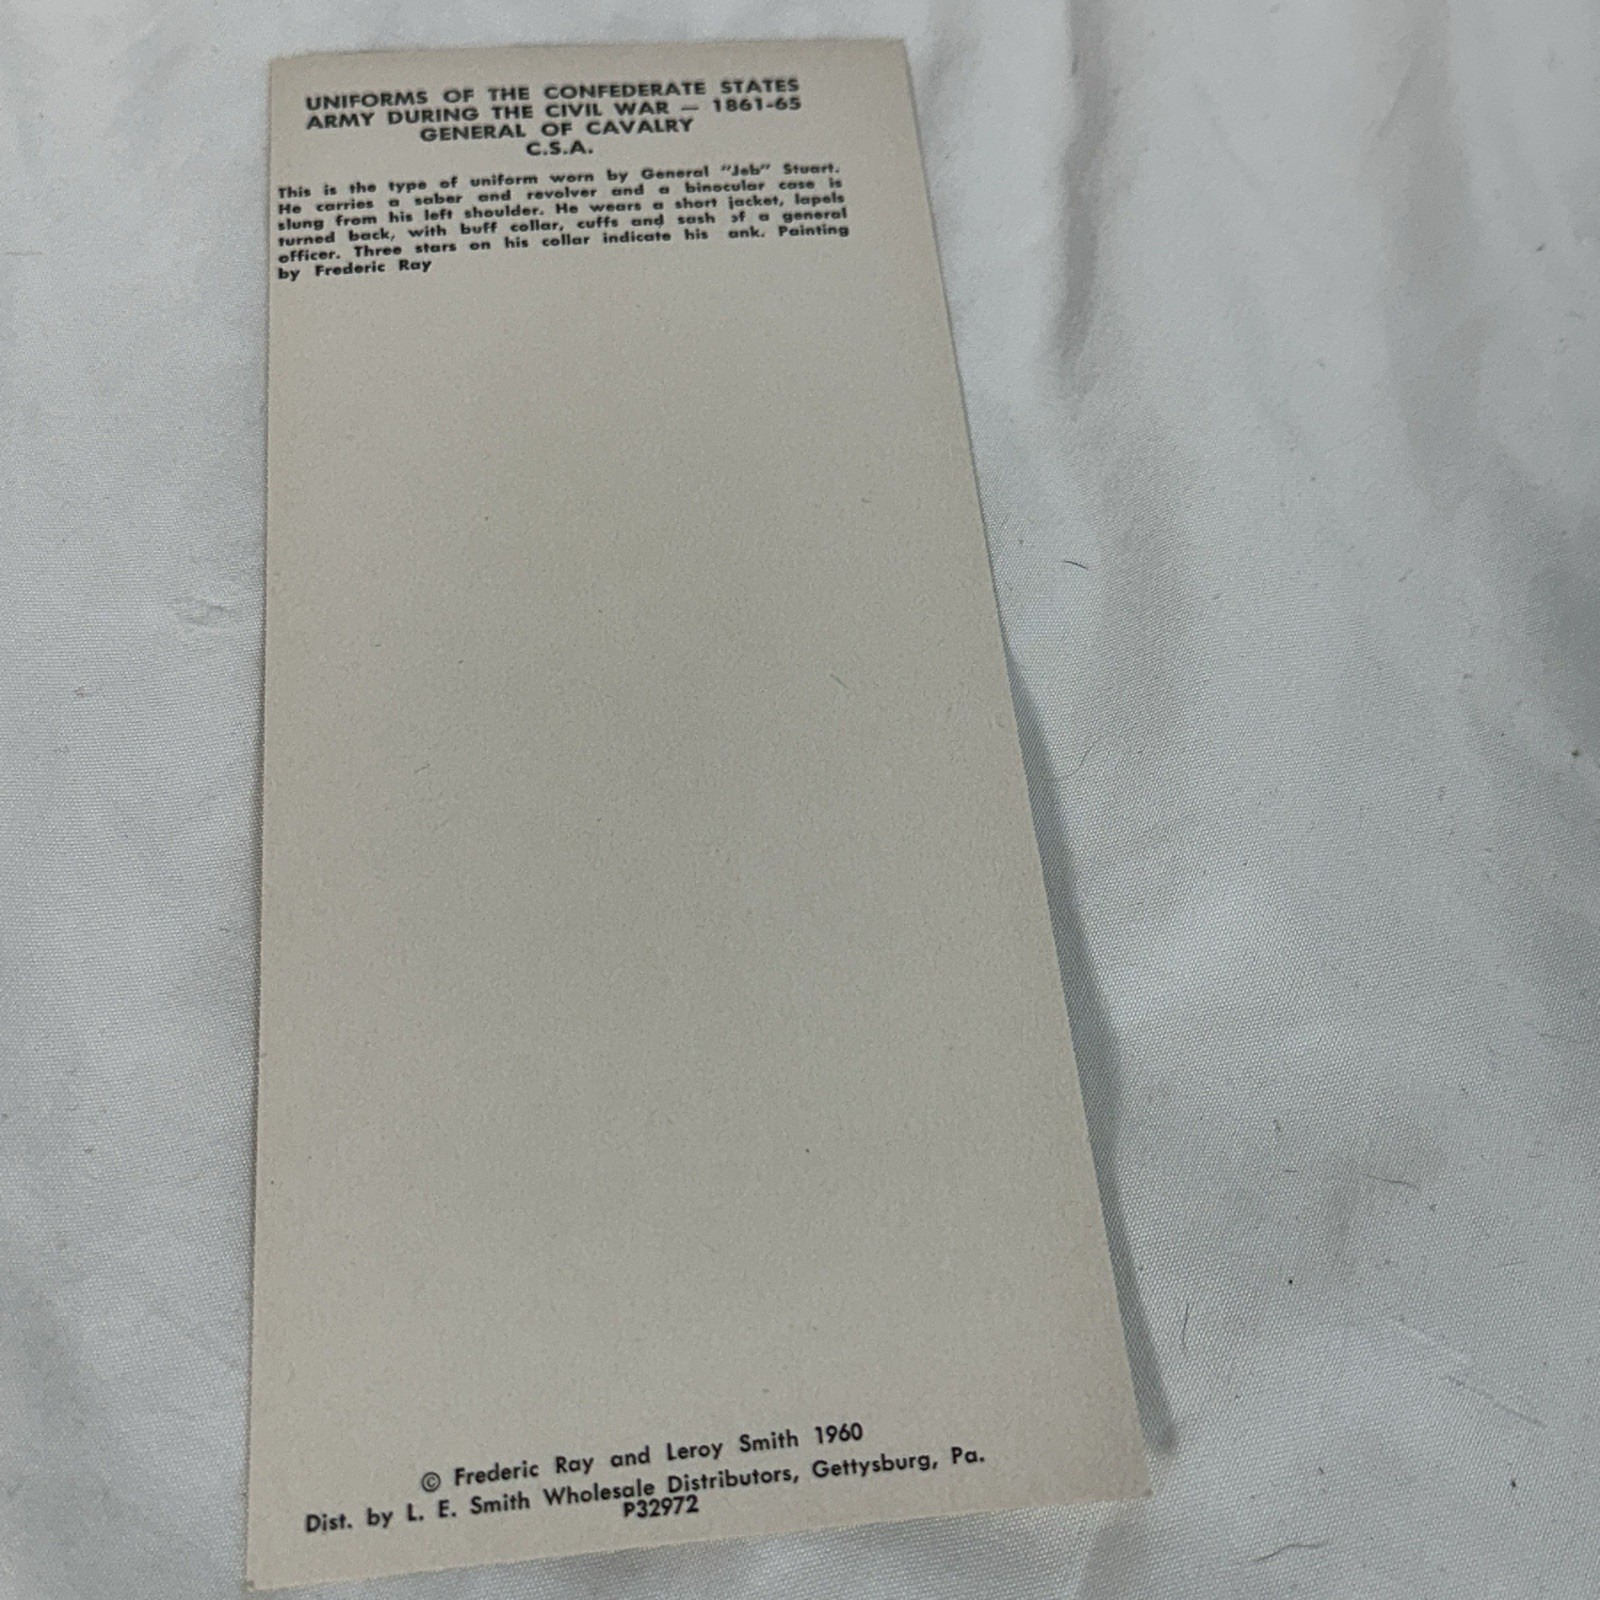 UNIFORMS OF THE CONFEDERATE STATES
ARMY DURING THE CIVIL WAR — 1861-65
GENERAL OF CAVALRY
C.S.A.
This is the type of uniform worn by General "Jeb" Stuart.
He carries a saber and revolver and a binocular case is
slung from his left shoulder. He wears a short jacket, lapels
turned back, with buff collar, cuffs and sash of a general
officer. Three stars on his collar indicate his ank. Painting
by Frederic Ray
© Frederic Ray and Leroy Smith 1960
Dist. by L. E. Smith Wholesale Distributors, Gettysburg, Pa.
P32972